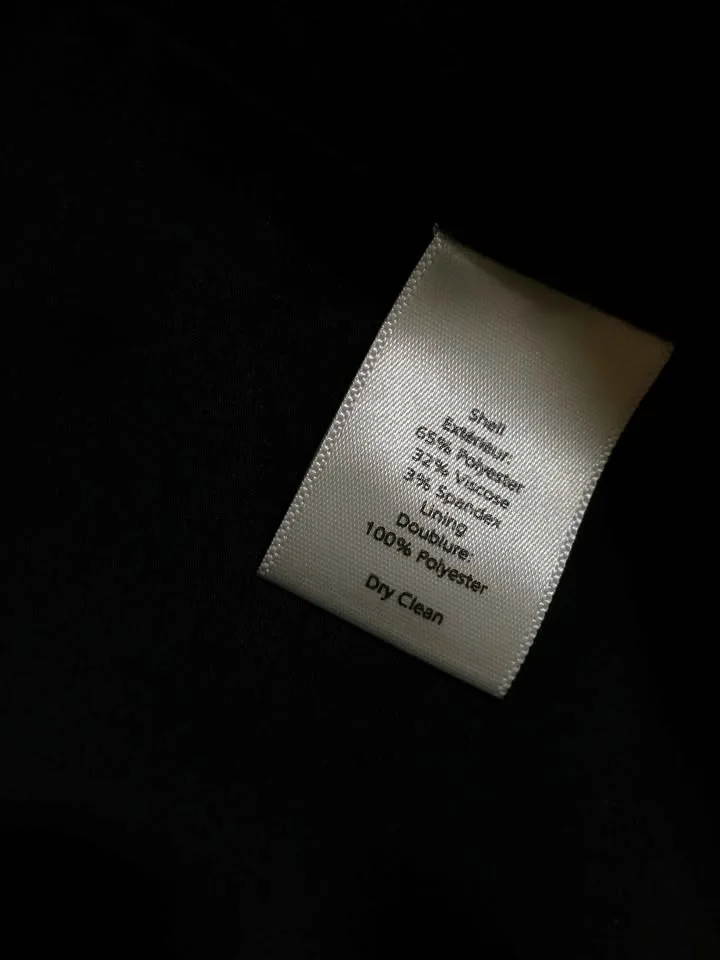 Shell
Extérieur:
65% Polyester
32% Viscose
3% Spandex
Lining
Doublure:
100% Polyester
Dry Clean